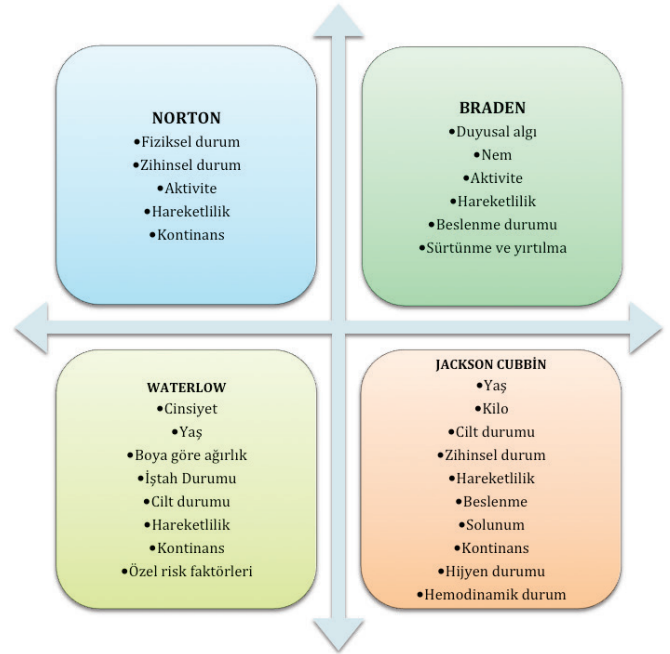 NORTON
•Fiziksel durum
•Zihinsel durum
•Aktivite
•Hareketlilik
•Kontinans
BRADEN
•Duyusal algı
•Nem
•Aktivite
•Hareketlilik
•Beslenme durumu
•Sürtünme ve yırtılma
WATERLOW
•Cinsiyet
•Yaş
•Boya göre ağırlık
•İştah Durumu
•Cilt durumu
•Hareketlilik
•Kontinans
•Özel risk faktörleri
JACKSON CUBBİN
•Yaş
•Kilo
•Cilt durumu
•Zihinsel durum
•Hareketlilik
•Beslenme
•Solunum
•Kontinans
•Hijyen durumu
•Hemodinamik durum